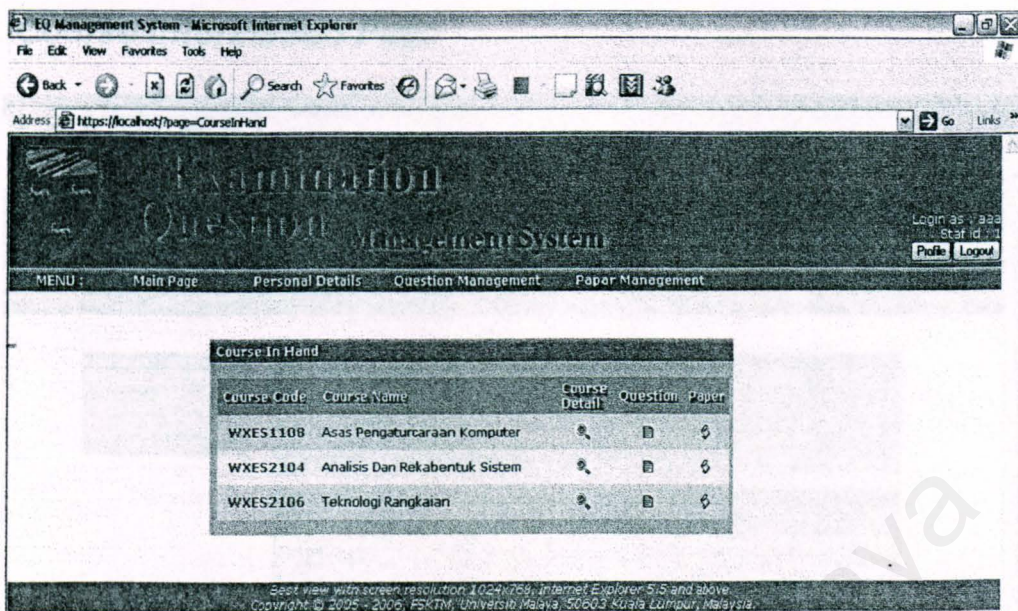 EQ Management System - Microsoft Internet Explorer
File Edit View Favorites Tools Help
Back Search Favorites
Address https://localhost/?page=CourseInHand Go Links
Examination
Question Management System
Login as : aaa
Staf id : 1
Profile Logout
MENU : Main Page Personal Details Question Management Papar Management
Course In Hand
Course Code Course Name Course Detail Question Paper
WXES1108 Asas Pengaturcaraan Komputer
WXES2104 Analisis Dan Rekabentuk Sistem
WXES2106 Teknologi Rangkaian
Best view with screen resolution 1024x768, Internet Explorer 5.5 and above.
Copyright © 2005 - 2006, FSKTM, Universiti Malaya, 50603 Kuala Lumpur, Malaysia.